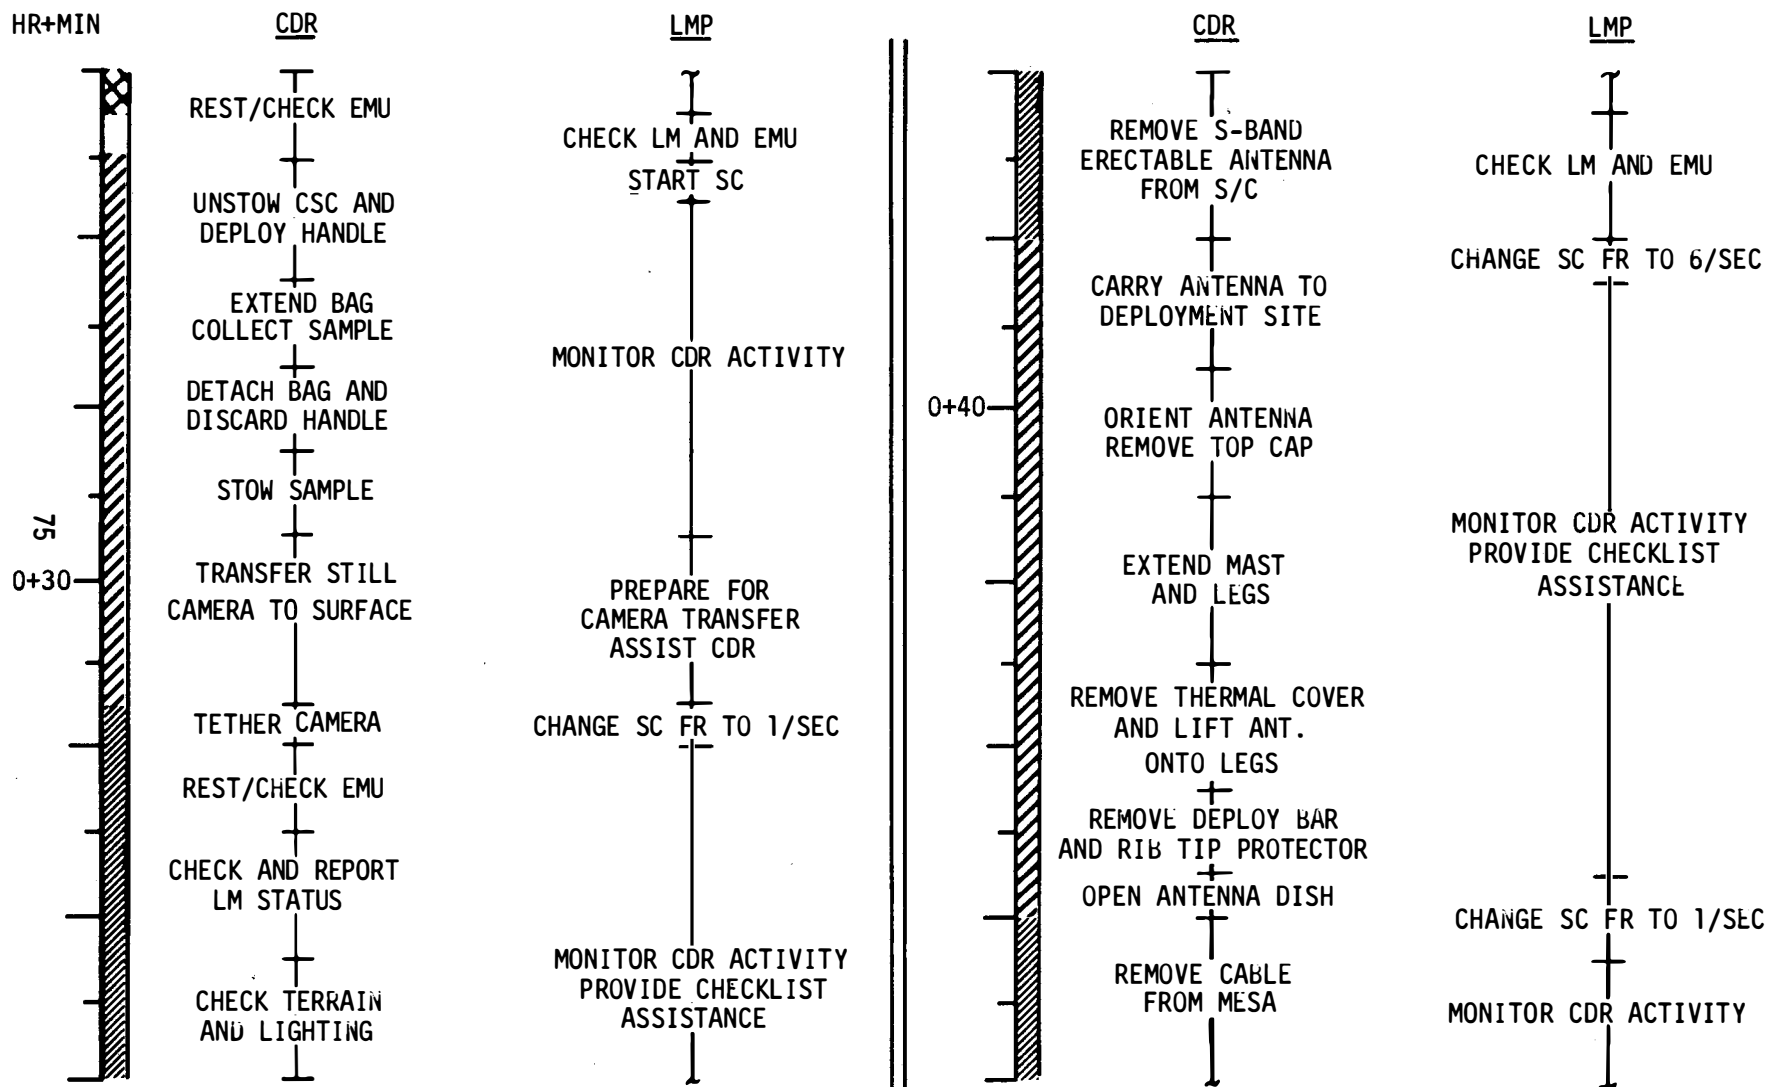 HR+MIN
CDR
LMP
REST/CHECK EMU
UNSTOW CSC AND
DEPLOY HANDLE
EXTEND BAG
COLLECT SAMPLE
DETACH BAG AND
DISCARD HANDLE
STOW SAMPLE
75
0+30
TRANSFER STILL
CAMERA TO SURFACE
TETHER CAMERA
REST/CHECK EMU
CHECK AND REPORT
LM STATUS
CHECK TERRAIN
AND LIGHTING
CHECK LM AND EMU
START SC
MONITOR CDR ACTIVITY
PREPARE FOR
CAMERA TRANSFER
ASSIST CDR
CHANGE SC FR TO 1/SEC
MONITOR CDR ACTIVITY
PROVIDE CHECKLIST
ASSISTANCE
CDR
LMP
REMOVE S-BAND
ERECTABLE ANTENNA
FROM S/C
CARRY ANTENNA TO
DEPLOYMENT SITE
0+40
ORIENT ANTENNA
REMOVE TOP CAP
EXTEND MAST
AND LEGS
REMOVE THERMAL COVER
AND LIFT ANT.
ONTO LEGS
REMOVE DEPLOY BAR
AND RIB TIP PROTECTOR
OPEN ANTENNA DISH
REMOVE CABLE
FROM MESA
CHECK LM AND EMU
CHANGE SC FR TO 6/SEC
MONITOR CDR ACTIVITY
PROVIDE CHECKLIST
ASSISTANCE
CHANGE SC FR TO 1/SEC
MONITOR CDR ACTIVITY